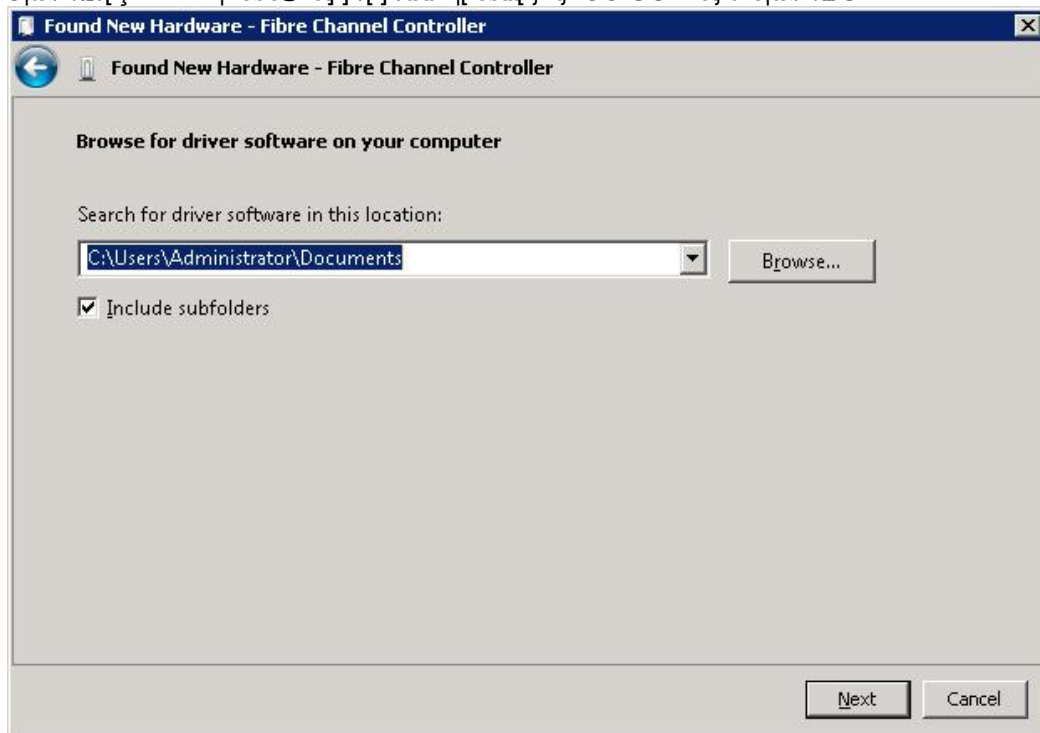 Found New Hardware - Fibre Channel Controller
Found New Hardware - Fibre Channel Controller
Browse for driver software on your computer
Search for driver software in this location:
C:\Users\Administrator\Documents
Browse...
Include subfolders
Next
Cancel